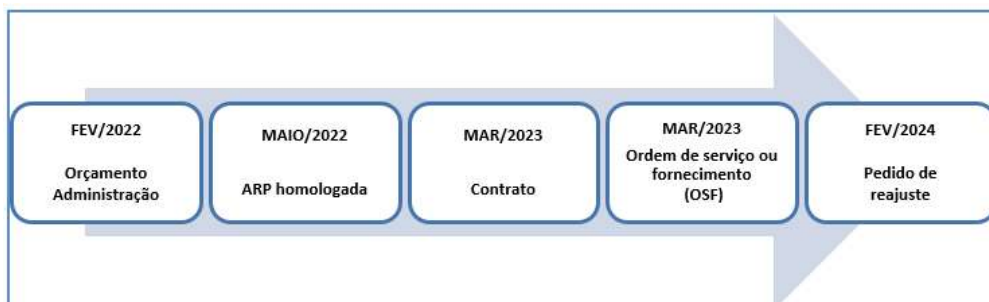 FEV/2022
Orçamento
Administração
MAIO/2022
ARP homologada
MAR/2023
Contrato
MAR/2023
Ordem de serviço ou
fornecimento
(OSF)
FEV/2024
Pedido de
reajuste